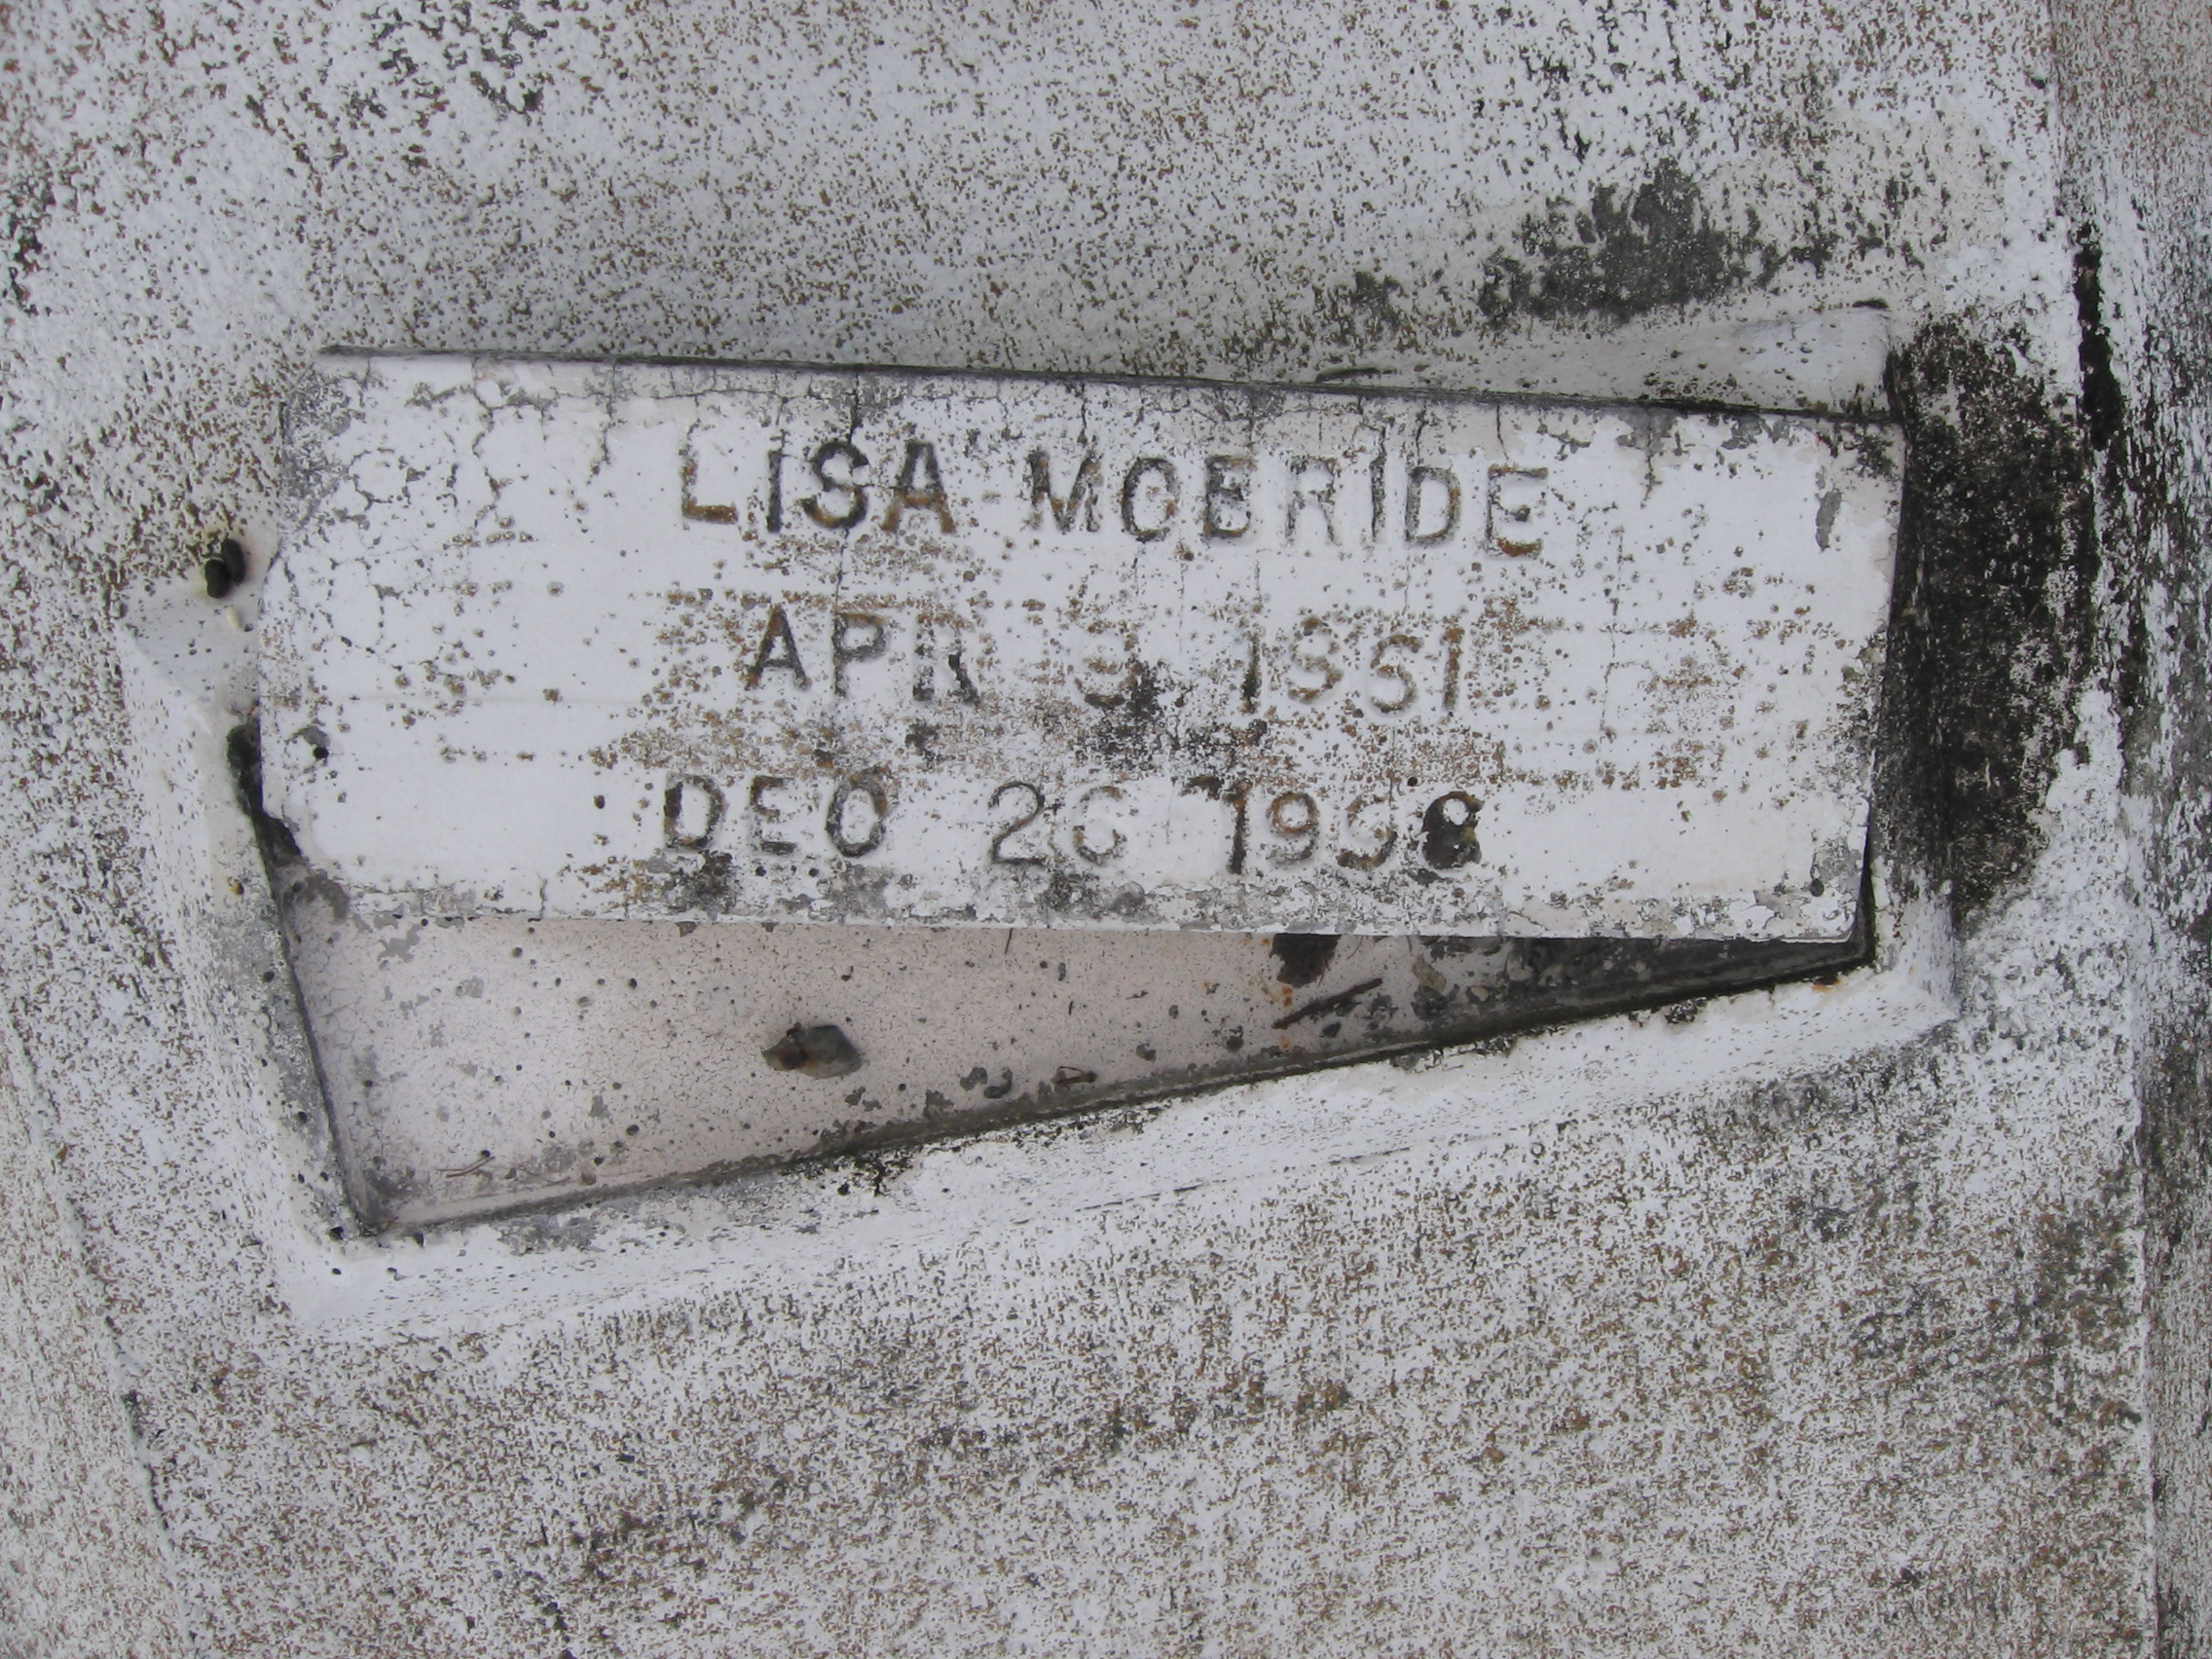 LISA MCBRIDE
APR 1961
DEC 26